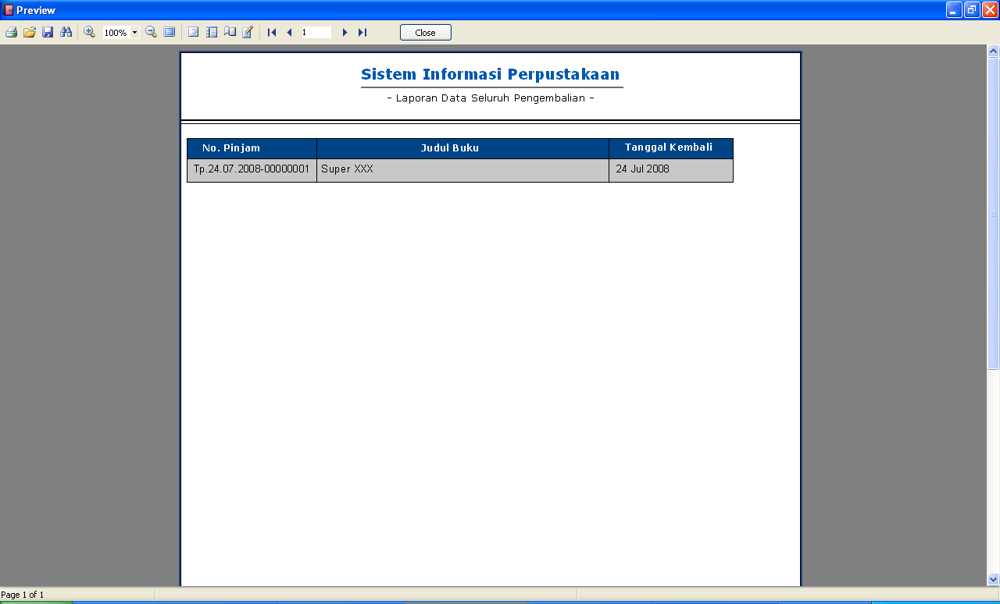 Preview
100%
1
Close
Sistem Informasi Perpustakaan
- Laporan Data Seluruh Pengembalian -
No. Pinjam Judul Buku Tanggal Kembali
Tp.24.07.2008-00000001 Super XXX 24 Jul 2008
Page 1 of 1